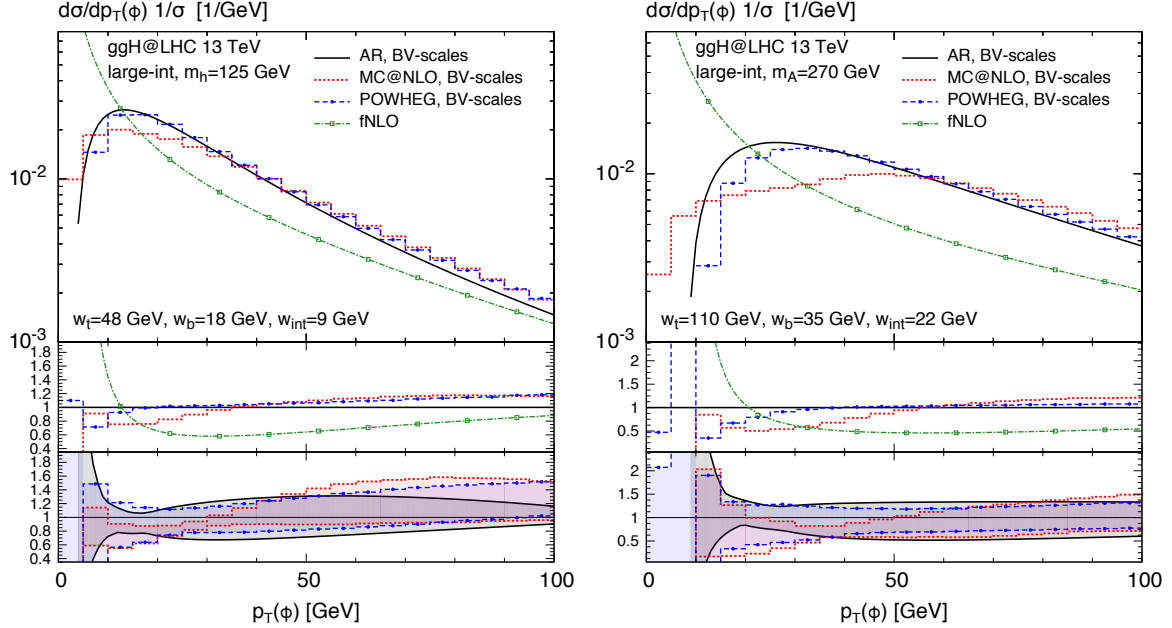 dσ/dp_T(ϕ) 1/σ [1/GeV]
ggH@LHC 13 TeV
large-int, m_h=125 GeV
AR, BV-scales
MC@NLO, BV-scales
POWHEG, BV-scales
fNLO
10^-2
w_t=48 GeV, w_b=18 GeV, w_int=9 GeV
10^-3
1.8
1.6
1.4
1.2
1
0.8
0.6
0.4
1.8
1.6
1.4
1.2
1
0.8
0.6
0.4
0
50
100
p_T(ϕ) [GeV]
dσ/dp_T(ϕ) 1/σ [1/GeV]
ggH@LHC 13 TeV
large-int, m_A=270 GeV
AR, BV-scales
MC@NLO, BV-scales
POWHEG, BV-scales
fNLO
10^-2
w_t=110 GeV, w_b=35 GeV, w_int=22 GeV
10^-3
2
1.5
1
0.5
2
1.5
1
0.5
0
50
100
p_T(ϕ) [GeV]